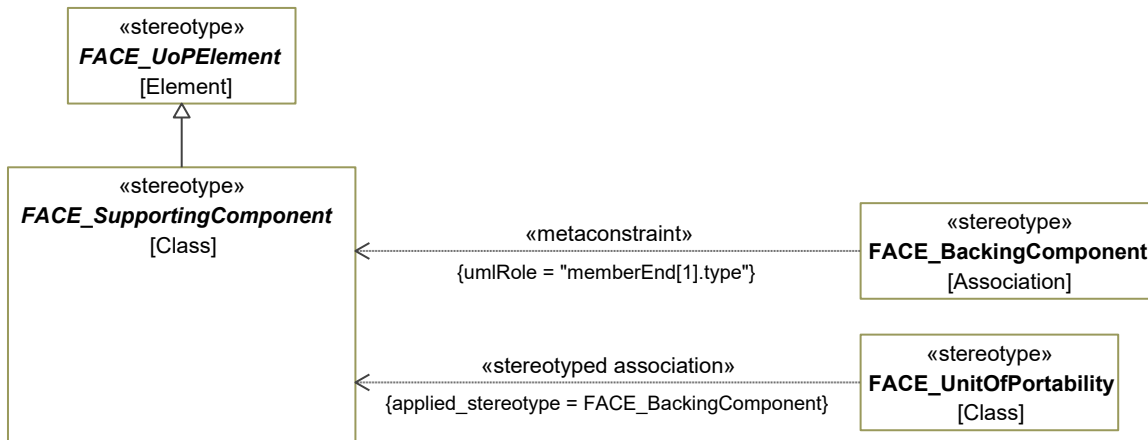 «stereotype»
FACE_UoPElement
[Element]
«stereotype»
FACE_SupportingComponent
[Class]
«metaconstraint»
{umlRole = "memberEnd[1].type"}
«stereotype»
FACE_BackingComponent
[Association]
«stereotyped association»
{applied_stereotype = FACE_BackingComponent}
«stereotype»
FACE_UnitOfPortability
[Class]